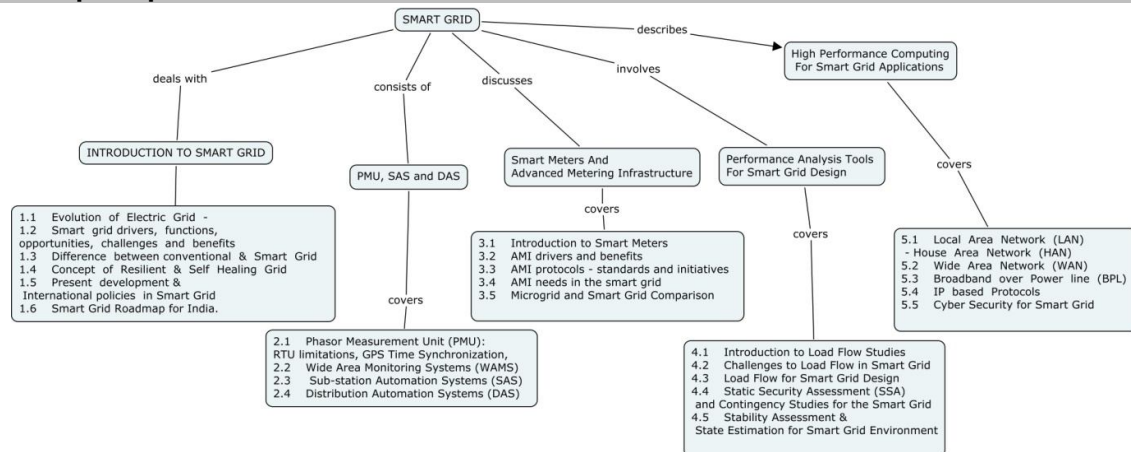 SMART GRID
describes
High Performance Computing
For Smart Grid Applications
deals with
consists of
discusses
involves
INTRODUCTION TO SMART GRID
PMU, SAS and DAS
Smart Meters And
Advanced Metering Infrastructure
Performance Analysis Tools
For Smart Grid Design
covers
covers
covers
covers
1.1 Evolution of Electric Grid -
1.2 Smart grid drivers, functions,
opportunities, challenges and benefits
1.3 Difference between conventional & Smart Grid
1.4 Concept of Resilient & Self Healing Grid
1.5 Present development &
International policies in Smart Grid
1.6 Smart Grid Roadmap for India.
2.1 Phasor Measurement Unit (PMU):
RTU limitations, GPS Time Synchronization,
2.2 Wide Area Monitoring Systems (WAMS)
2.3 Sub-station Automation Systems (SAS)
2.4 Distribution Automation Systems (DAS)
3.1 Introduction to Smart Meters
3.2 AMI drivers and benefits
3.3 AMI protocols - standards and initiatives
3.4 AMI needs in the smart grid
3.5 Microgrid and Smart Grid Comparison
4.1 Introduction to Load Flow Studies
4.2 Challenges to Load Flow in Smart Grid
4.3 Load Flow for Smart Grid Design
4.4 Static Security Assessment (SSA)
and Contingency Studies for the Smart Grid
4.5 Stability Assessment &
State Estimation for Smart Grid Environment
5.1 Local Area Network (LAN)
- House Area Network (HAN)
5.2 Wide Area Network (WAN)
5.3 Broadband over Power line (BPL)
5.4 IP based Protocols
5.5 Cyber Security for Smart Grid